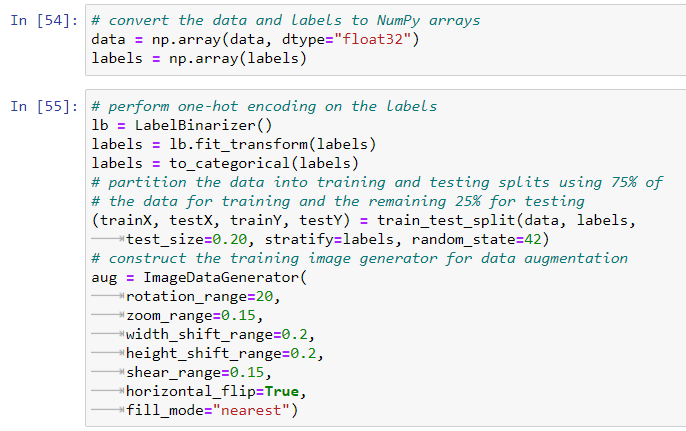 In [54]: # convert the data and labels to NumPy arrays
data = np.array(data, dtype="float32")
labels = np.array(labels)
In [55]: # perform one-hot encoding on the labels
lb = LabelBinarizer()
labels = lb.fit_transform(labels)
labels = to_categorical(labels)
# partition the data into training and testing splits using 75% of
# the data for training and the remaining 25% for testing
(trainX, testX, trainY, testY) = train_test_split(data, labels,
test_size=0.20, stratify=labels, random_state=42)
# construct the training image generator for data augmentation
aug = ImageDataGenerator(
rotation_range=20,
zoom_range=0.15,
width_shift_range=0.2,
height_shift_range=0.2,
shear_range=0.15,
horizontal_flip=True,
fill_mode="nearest")